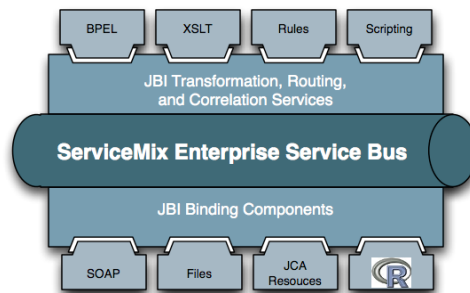 BPEL
XSLT
Rules
Scripting
JBI Transformation, Routing,
and Correlation Services
ServiceMix Enterprise Service Bus
JBI Binding Components
SOAP
Files
JCA
Resouces
R